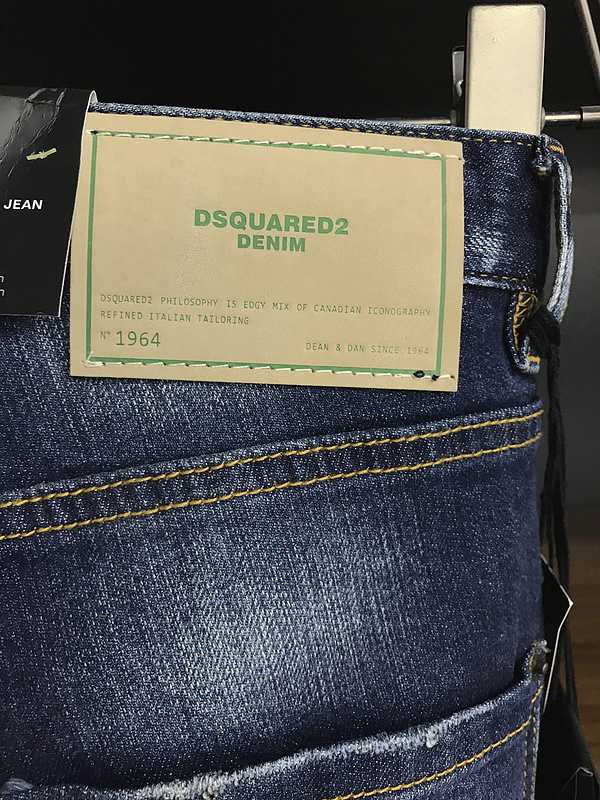 JEAN
DSQUARED2
DENIM
DSQUARED2 PHILOSOPHY IS EDGY MIX OF CANADIAN ICONOGRAPHY
REFINED ITALIAN TAILORING
N° 1964
DEAN & DAN SINCE 1964